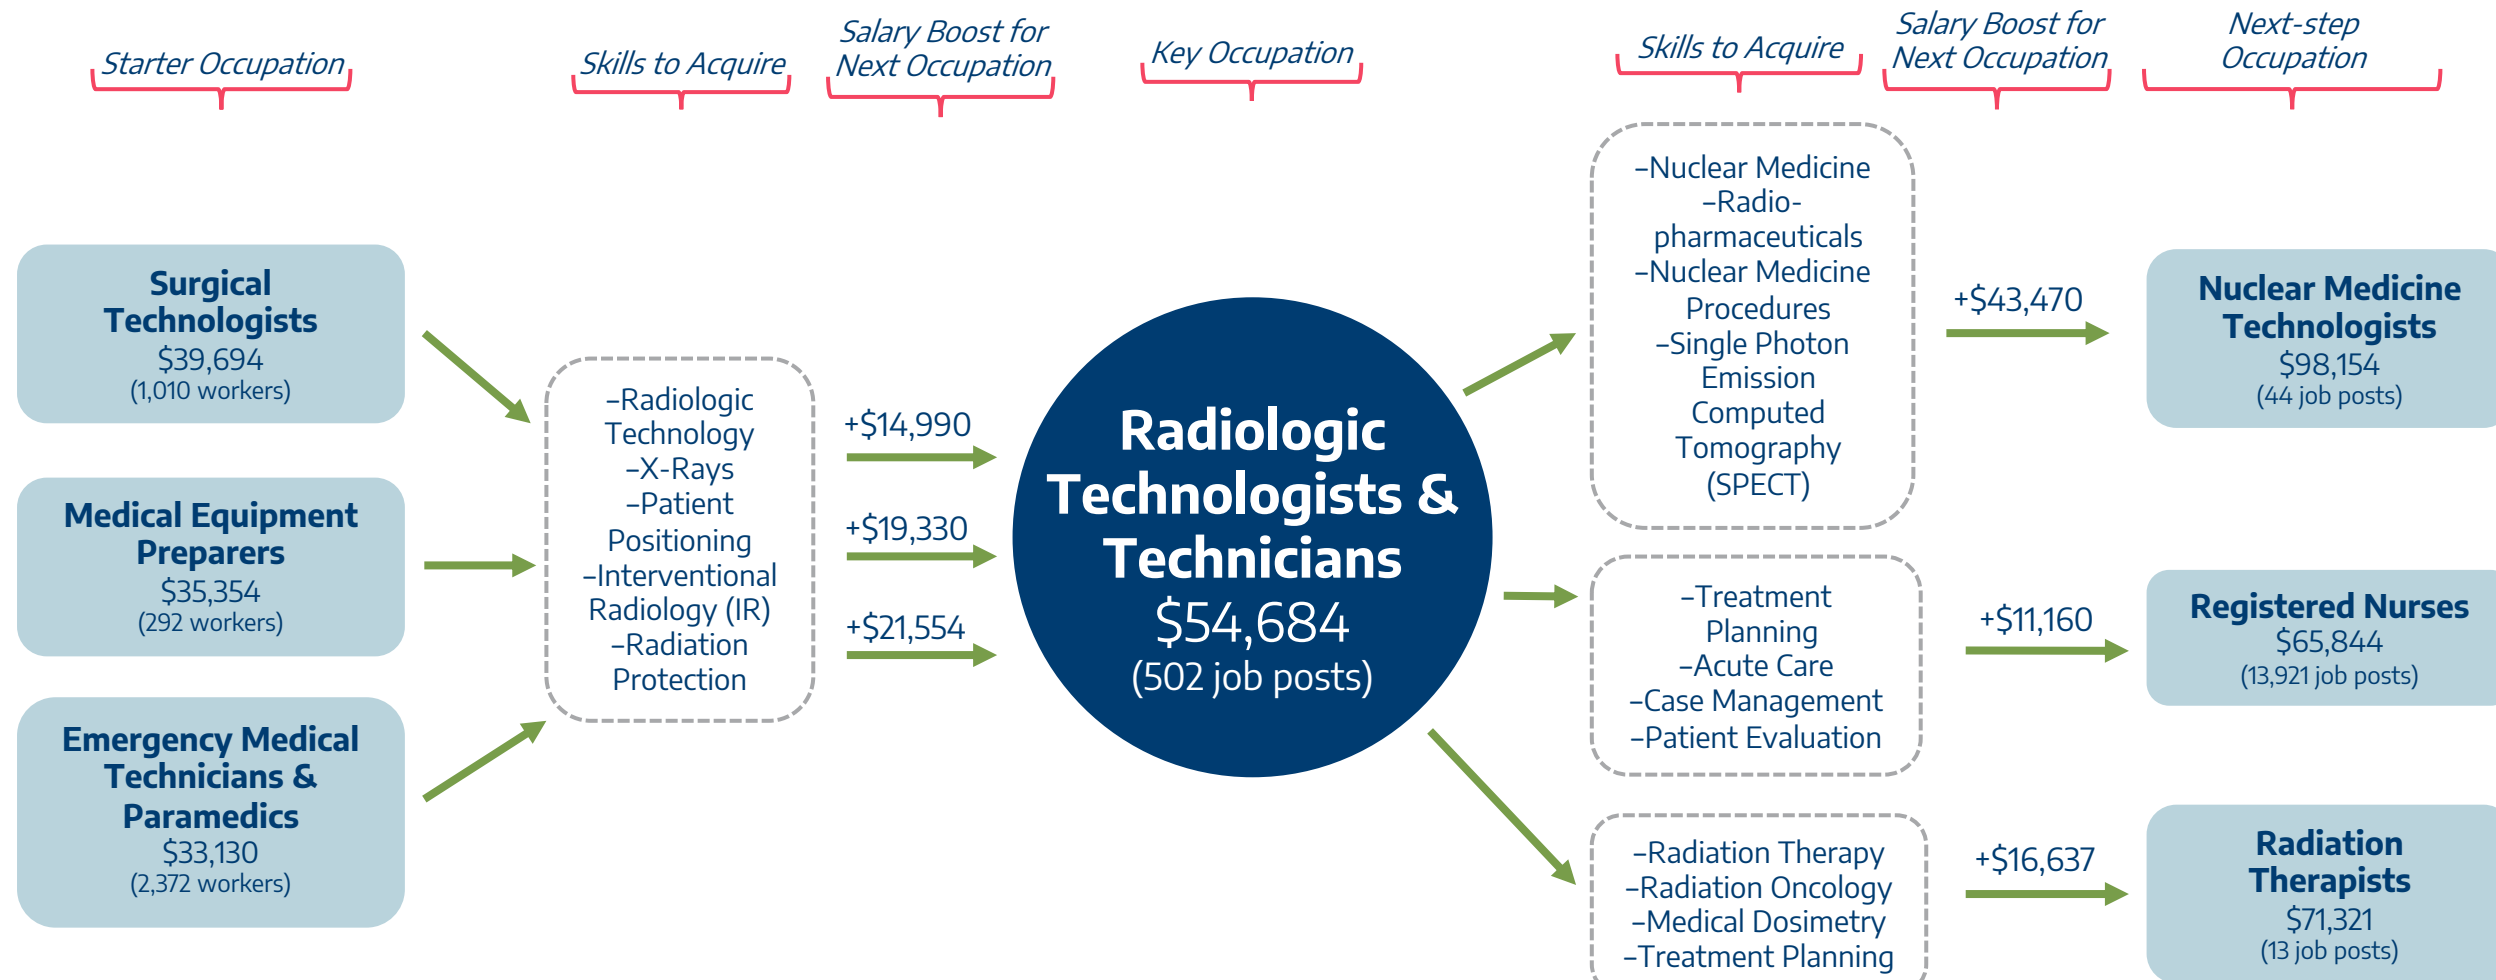 Starter Occupation
Skills to Acquire
Salary Boost for
Next Occupation
Key Occupation
Skills to Acquire
Salary Boost for
Next Occupation
Next-step
Occupation
Surgical
Technologists
$39,694
(1,010 workers)
Medical Equipment
Preparers
$35,354
(292 workers)
Emergency Medical
Technicians &
Paramedics
$33,130
(2,372 workers)
–Radiologic
Technology
–X-Rays
–Patient
Positioning
–Interventional
Radiology (IR)
–Radiation
Protection
+$14,990
+$19,330
+$21,554
Radiologic
Technologists &
Technicians
$54,684
(502 job posts)
–Nuclear Medicine
–Radio-
pharmaceuticals
–Nuclear Medicine
Procedures
–Single Photon
Emission
Computed
Tomography
(SPECT)
+$43,470
Nuclear Medicine
Technologists
$98,154
(44 job posts)
–Treatment
Planning
–Acute Care
–Case Management
–Patient Evaluation
+$11,160
Registered Nurses
$65,844
(13,921 job posts)
–Radiation Therapy
–Radiation Oncology
–Medical Dosimetry
–Treatment Planning
+$16,637
Radiation
Therapists
$71,321
(13 job posts)